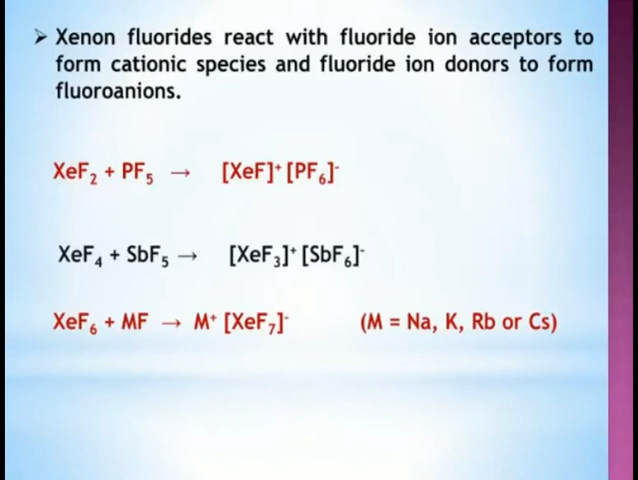 ➢ Xenon fluorides react with fluoride ion acceptors to
form cationic species and fluoride ion donors to form
fluoroanions.
XeF₂ + PF₅ → [XeF]⁺ [PF₆]⁻
XeF₄ + SbF₅ → [XeF₃]⁺ [SbF₆]⁻
XeF₆ + MF → M⁺ [XeF₇]⁻ (M = Na, K, Rb or Cs)